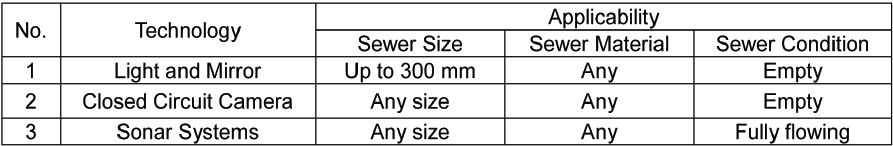 No. Technology Applicability
Sewer Size Sewer Material Sewer Condition
1 Light and Mirror Up to 300 mm Any Empty
2 Closed Circuit Camera Any size Any Empty
3 Sonar Systems Any size Any Fully flowing